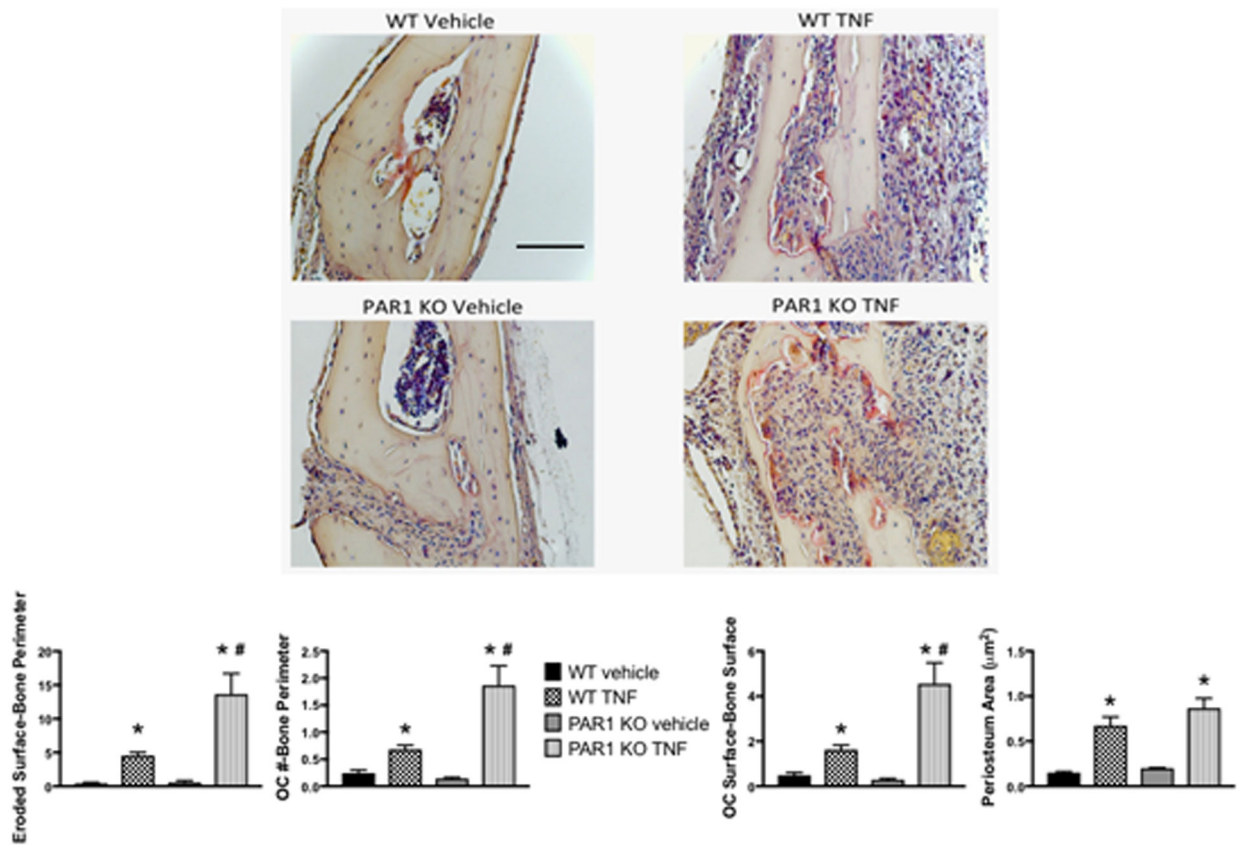 WT Vehicle
WT TNF
PAR1 KO Vehicle
PAR1 KO TNF
Eroded Surface-Bone Perimeter
20
15
10
5
0
*
* #
OC #-Bone Perimeter
2.5
2.0
1.5
1.0
0.5
0.0
*
* #
WT vehicle
WT TNF
PAR1 KO vehicle
PAR1 KO TNF
OC Surface-Bone Surface
6
4
2
0
*
* #
Periosteum Area (µm²)
1.5
1.0
0.5
0.0
*
*